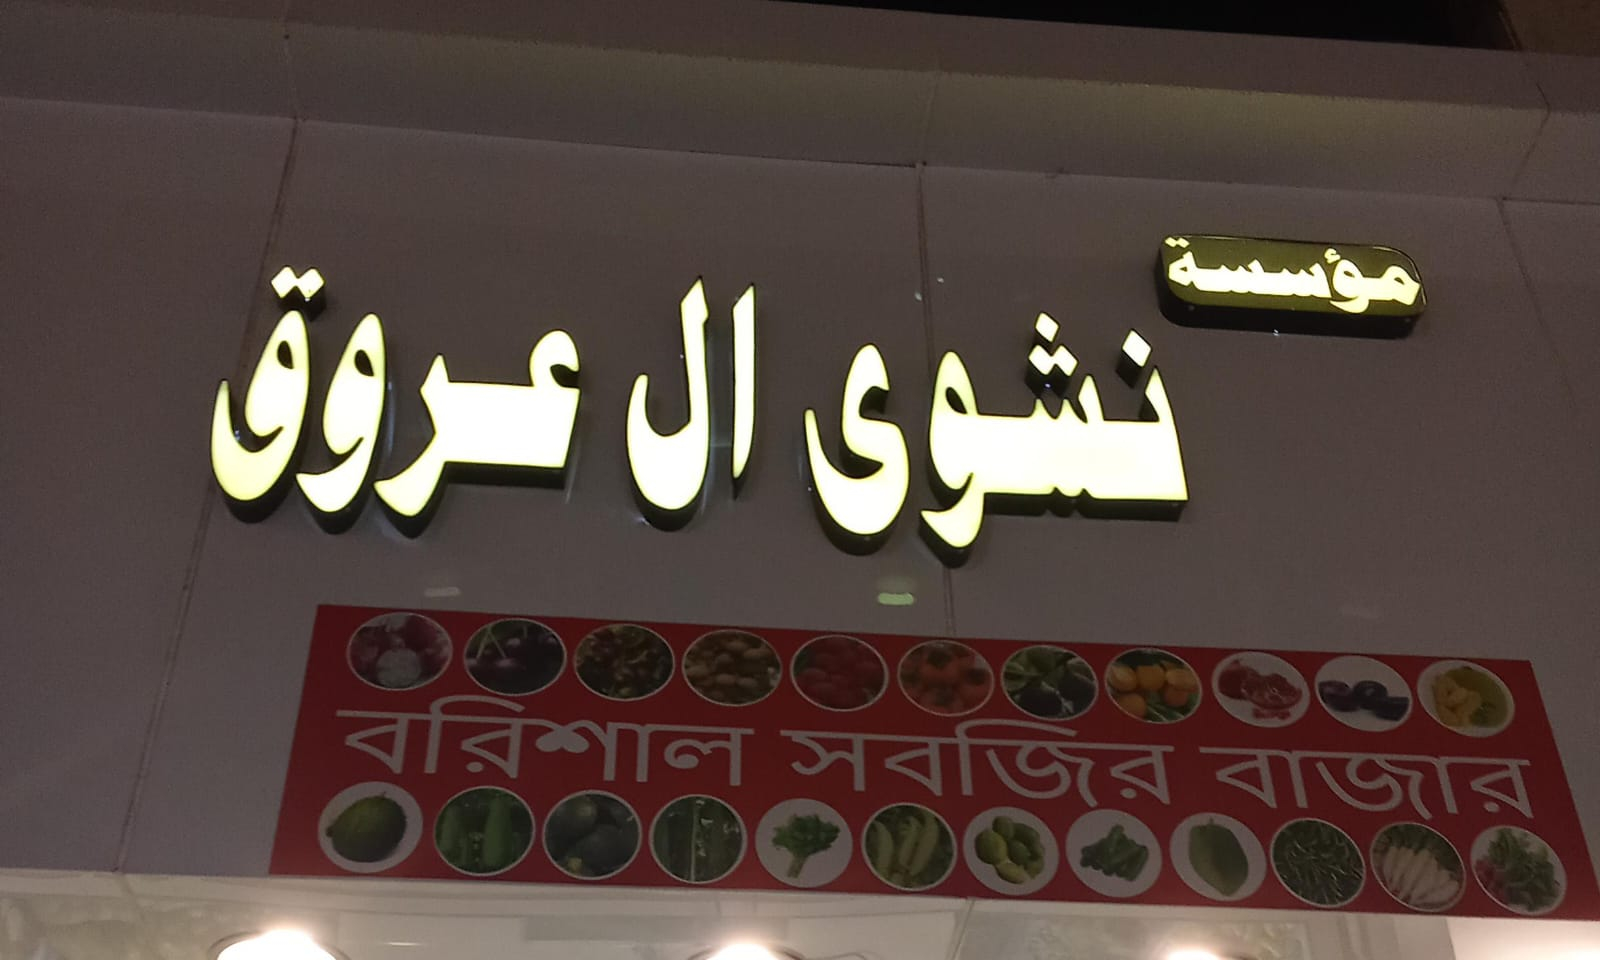 مؤسسة
نشوى ال عروق
বরিশাল সবজির বাজার